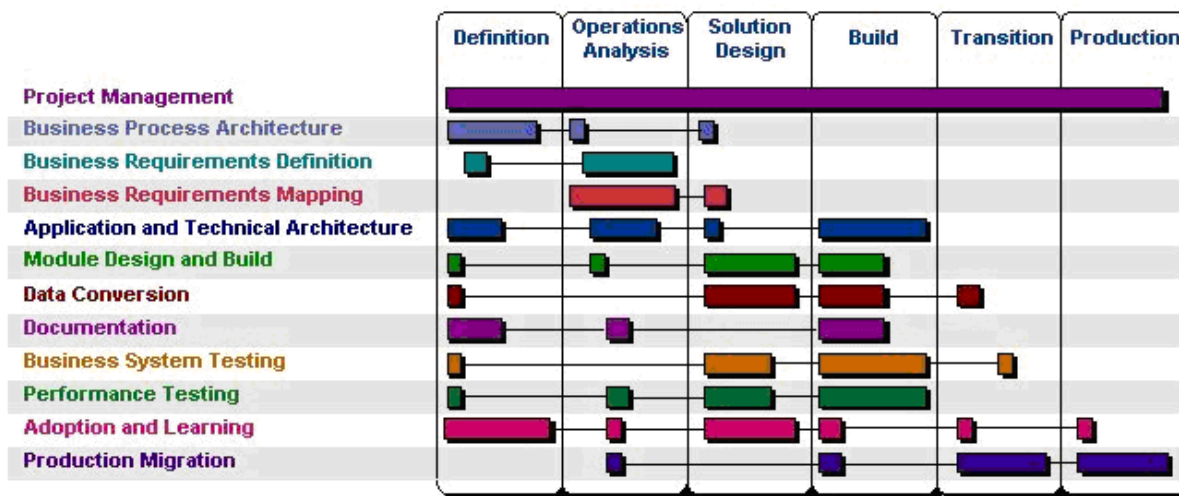 Definition
Operations
Analysis
Solution
Design
Build
Transition
Production
Project Management
Business Process Architecture
Business Requirements Definition
Business Requirements Mapping
Application and Technical Architecture
Module Design and Build
Data Conversion
Documentation
Business System Testing
Performance Testing
Adoption and Learning
Production Migration